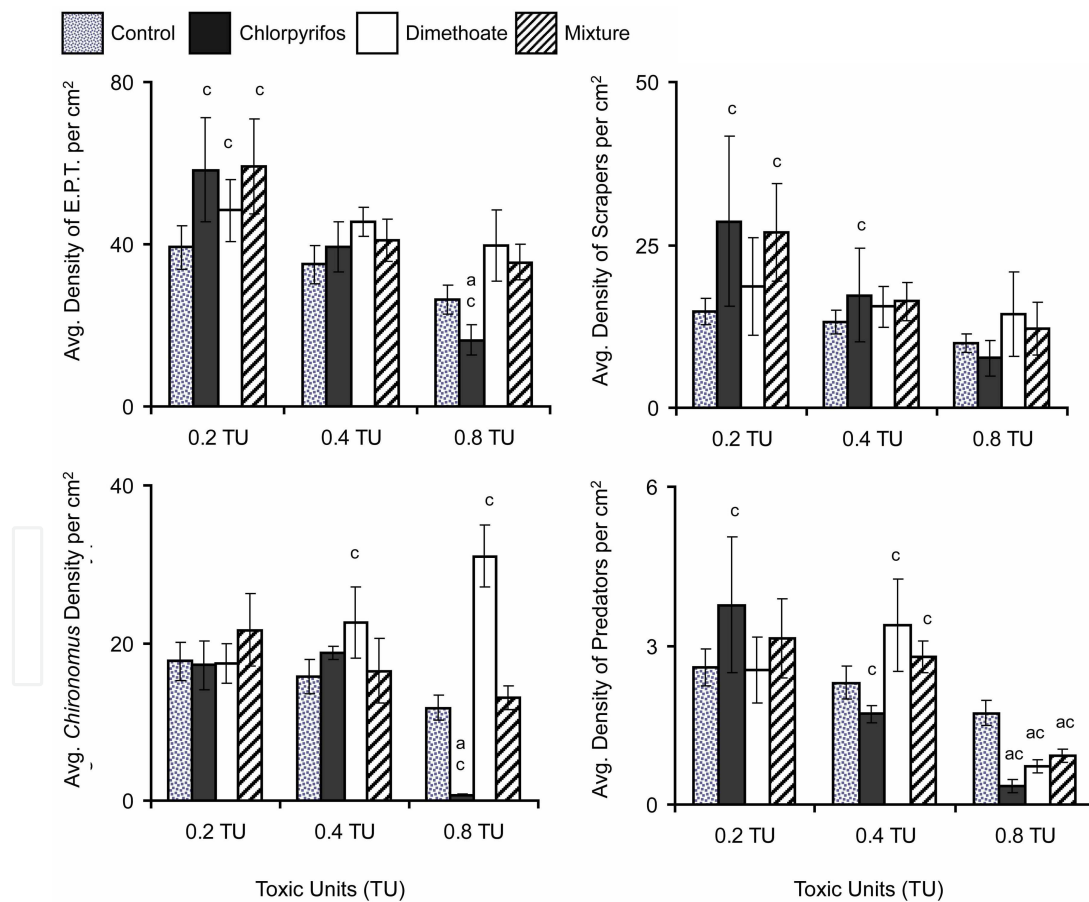 Control Chlorpyrifos Dimethoate Mixture
Avg. Density of E.P.T. per cm²
80
40
0
c
c
c
a
c
0.2 TU 0.4 TU 0.8 TU
Avg. Density of Scrapers per cm²
50
25
0
c
c
c
0.2 TU 0.4 TU 0.8 TU
Avg. Chironomus Density per cm²
40
20
0
c
c
a
c
0.2 TU 0.4 TU 0.8 TU
Toxic Units (TU)
Avg. Density of Predators per cm²
6
3
0
c
c
c
c
ac
ac
ac
0.2 TU 0.4 TU 0.8 TU
Toxic Units (TU)